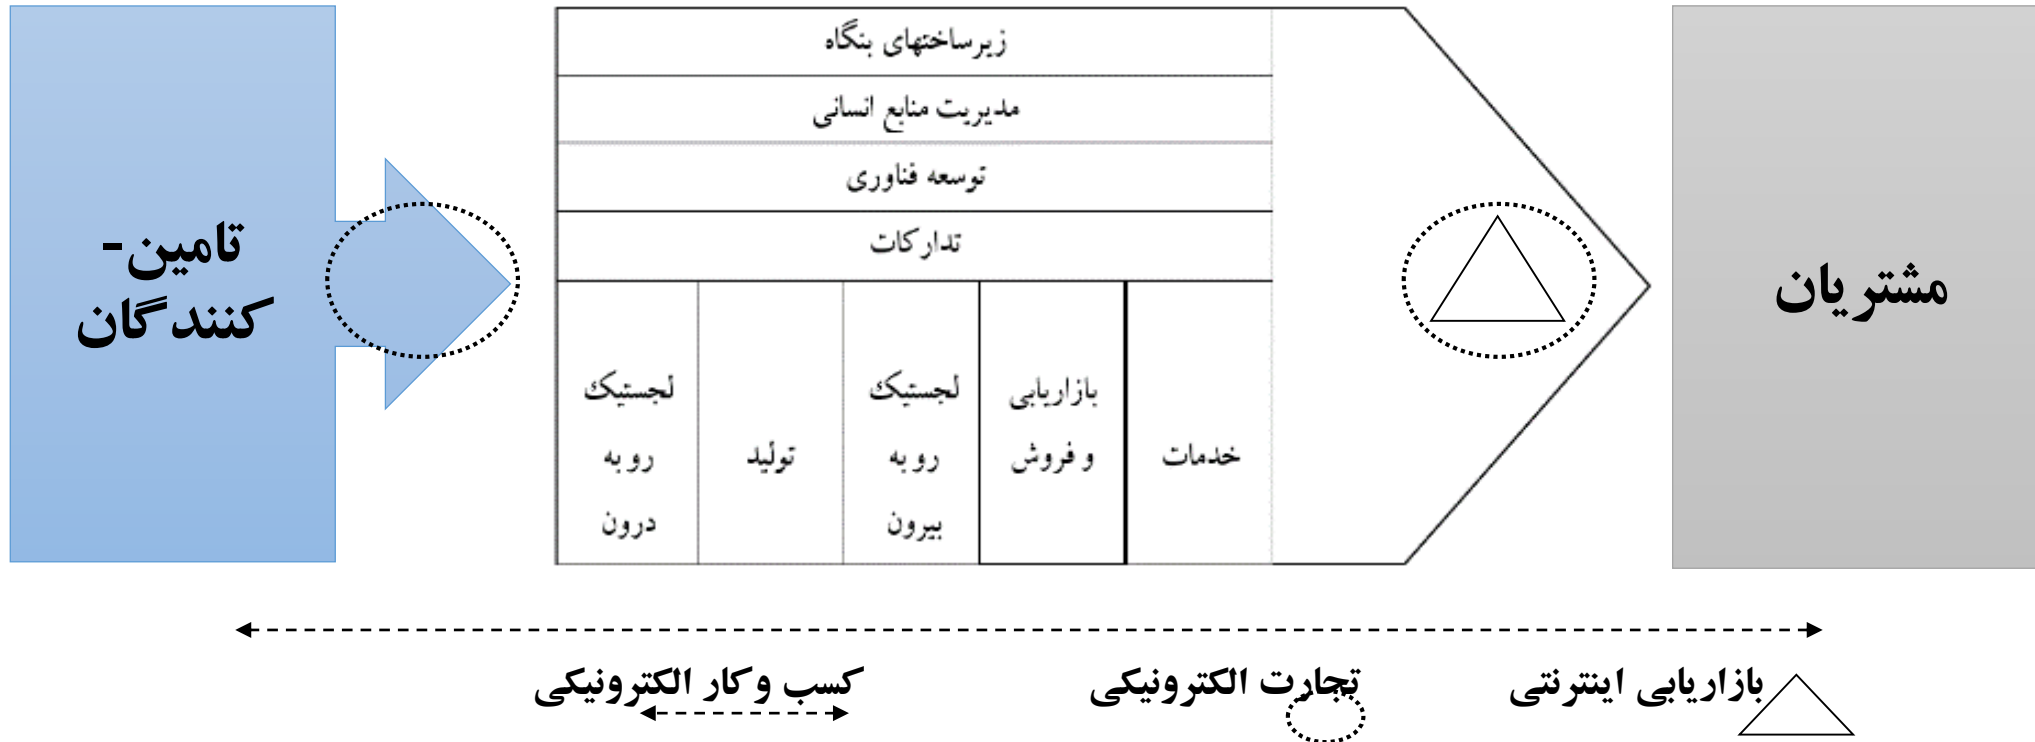 زیرساختهای بنگاه
مدیریت منابع انسانی
توسعه فناوری
تدارکات
تامین-
کنندگان
مشتریان
لجستیک
رو به
درون
تولید
لجستیک
رو به
بیرون
بازاریابی
و فروش
خدمات
بازاریابی اینترنتی
تجارت الکترونیکی
کسب و کار الکترونیکی